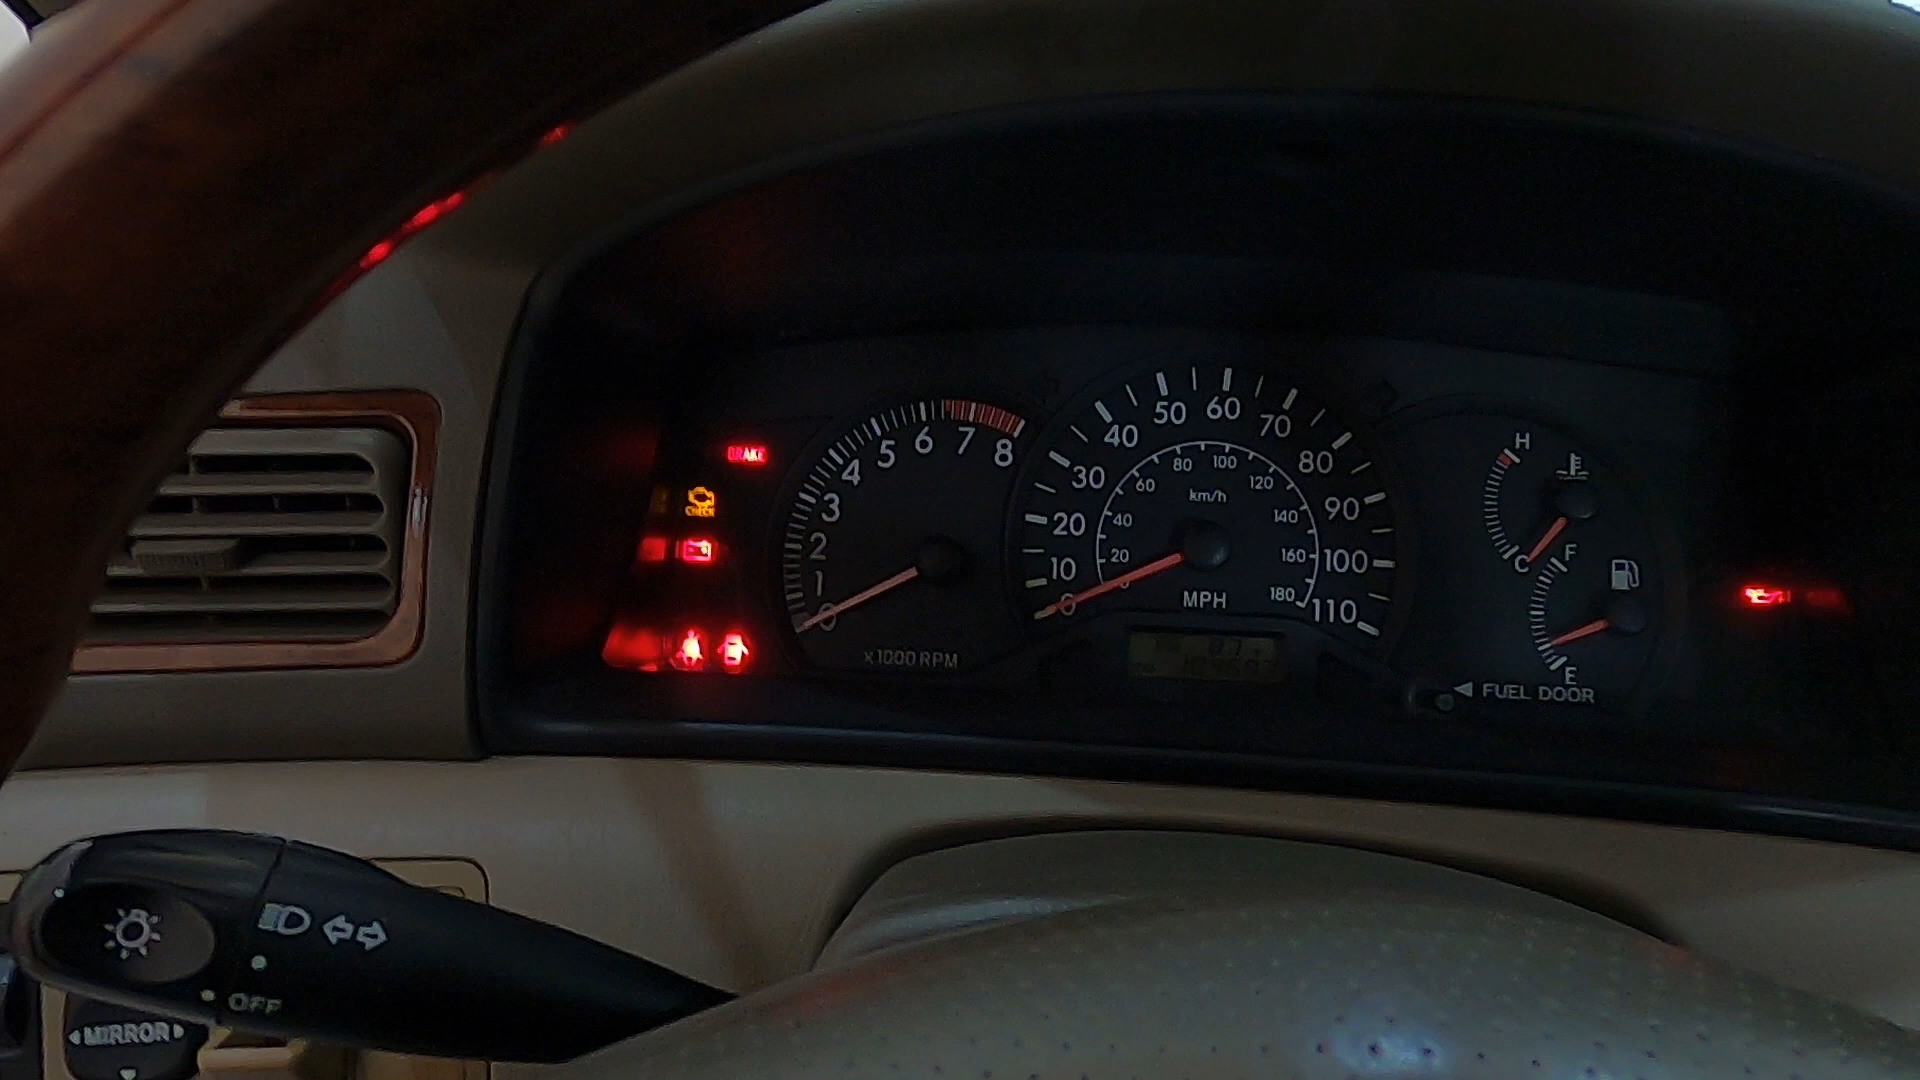 BRAKE
CHECK
0 1 2 3 4 5 6 7 8
x1000 RPM
0 10 20 30 40 50 60 70 80 90 100 110
20 40 60 80 100 120 140 160 180
km/h
MPH
H
C
F
E
FUEL DOOR
OFF
MIRROR